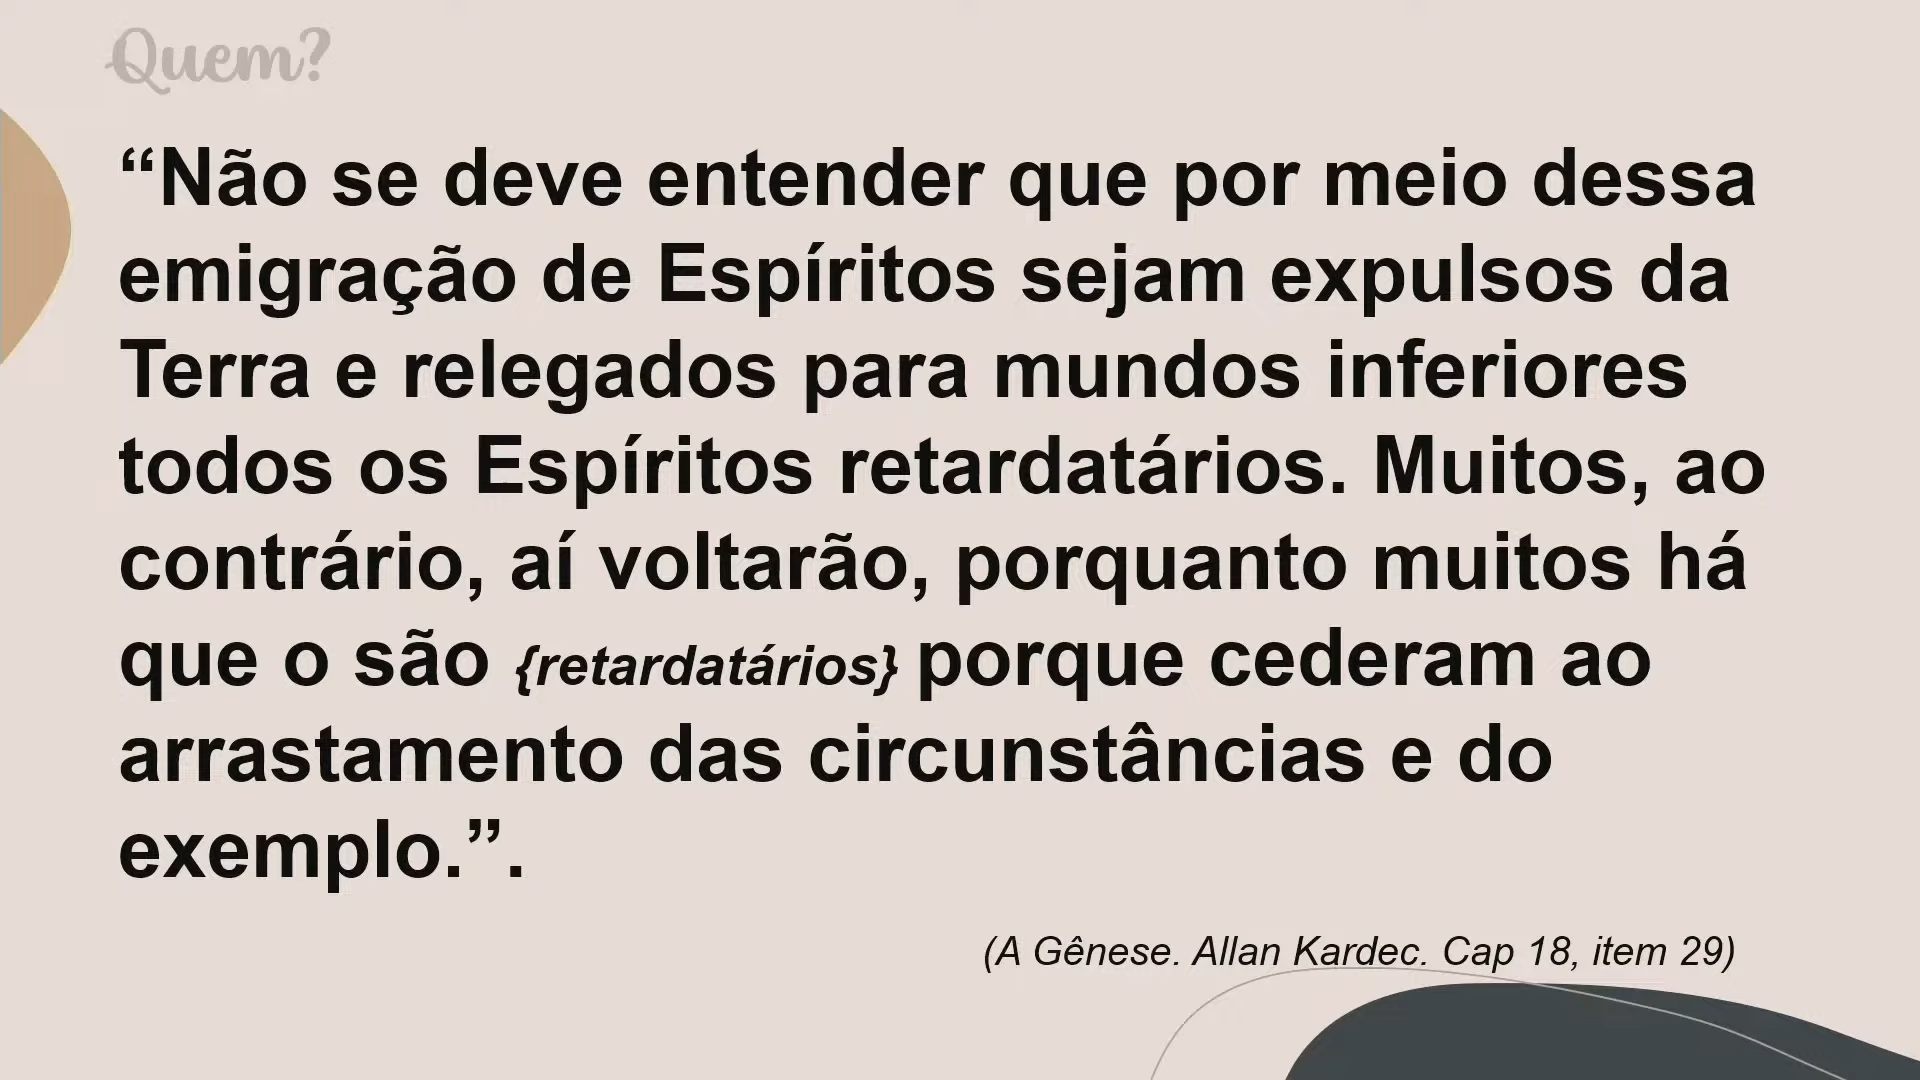 Quem?
“Não se deve entender que por meio dessa
emigração de Espíritos sejam expulsos da
Terra e relegados para mundos inferiores
todos os Espíritos retardatários. Muitos, ao
contrário, aí voltarão, porquanto muitos há
que o são {retardatários} porque cederam ao
arrastamento das circunstâncias e do
exemplo.”.
(A Gênese. Allan Kardec. Cap 18, item 29)